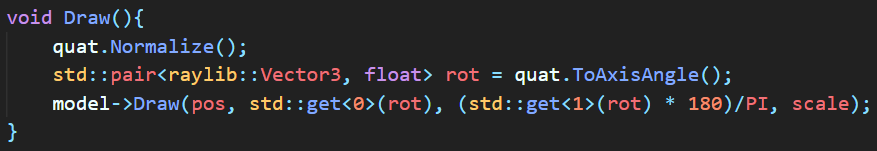 void Draw(){
    quat.Normalize();
    std::pair<raylib::Vector3, float> rot = quat.ToAxisAngle();
    model->Draw(pos, std::get<0>(rot), (std::get<1>(rot) * 180)/PI, scale);
}